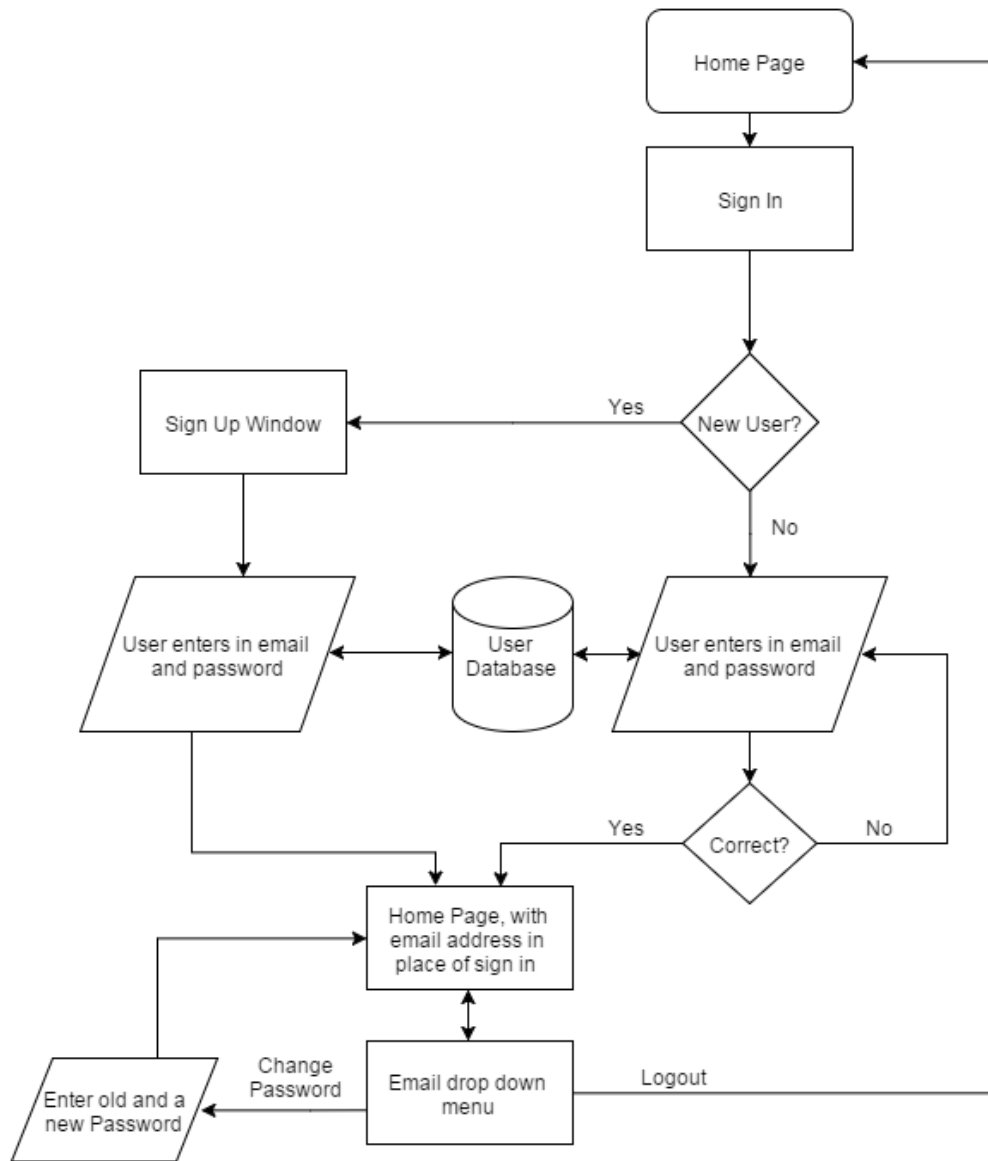 Home Page
Sign In
Yes
New User?
Sign Up Window
No
User enters in email
and password
User
Database
User enters in email
and password
Yes
Correct?
No
Home Page, with
email address in
place of sign in
Change
Password
Email drop down
menu
Logout
Enter old and a
new Password